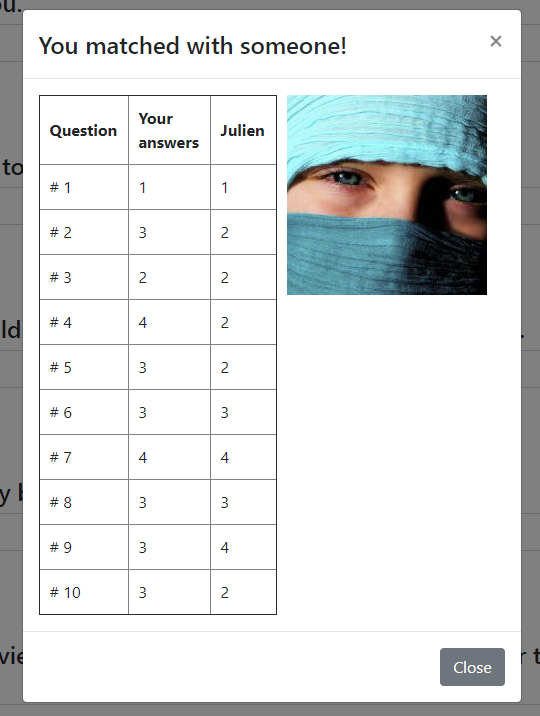 ou.
You matched with someone!
×
Question Your answers Julien
# 1 1 1
# 2 3 2
to
# 3 2 2
# 4 4 2
ld .
# 5 3 2
# 6 3 3
# 7 4 4
# 8 3 3
y b
# 9 3 4
# 10 3 2
vie r t
Close